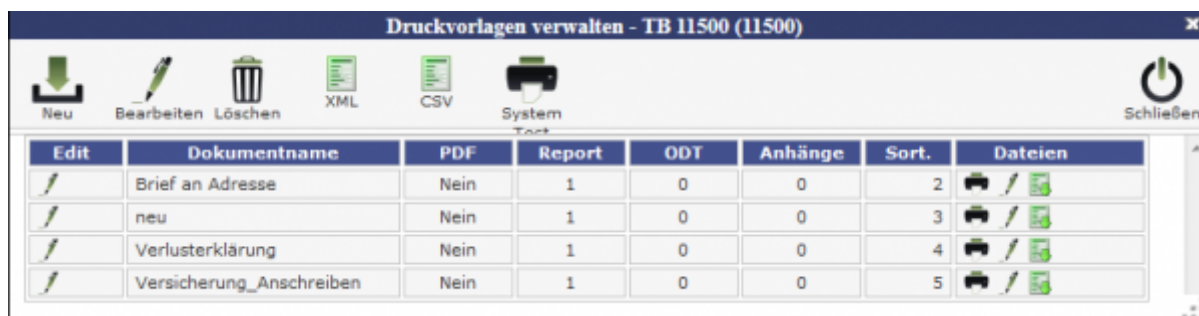 Druckvorlagen verwalten - TB 11500 (11500)
Neu Bearbeiten Löschen XML CSV System Test Schließen
Edit Dokumentname PDF Report ODT Anhänge Sort. Dateien
Brief an Adresse Nein 1 0 0 2
neu Nein 1 0 0 3
Verlusterklärung Nein 1 0 0 4
Versicherung_Anschreiben Nein 1 0 0 5